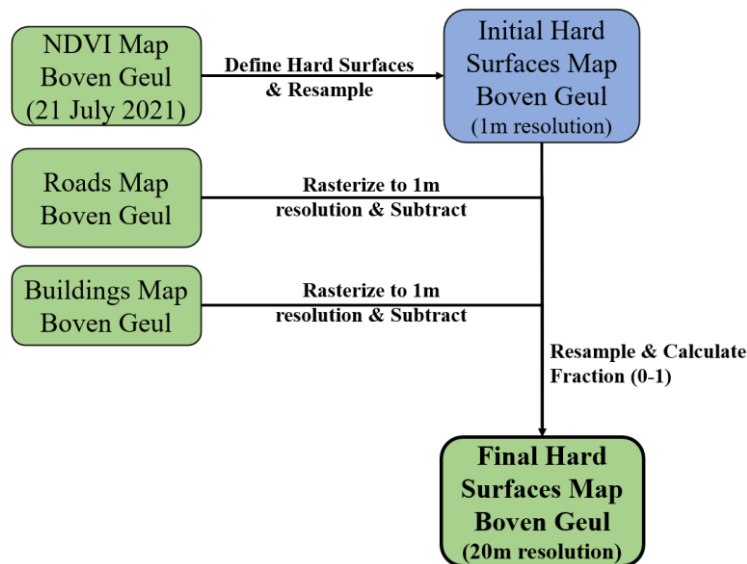 NDVI Map
Boven Geul
(21 July 2021)
Define Hard Surfaces
& Resample
Initial Hard
Surfaces Map
Boven Geul
(1m resolution)
Roads Map
Boven Geul
Rasterize to 1m
resolution & Subtract
Buildings Map
Boven Geul
Rasterize to 1m
resolution & Subtract
Resample & Calculate
Fraction (0-1)
Final Hard
Surfaces Map
Boven Geul
(20m resolution)